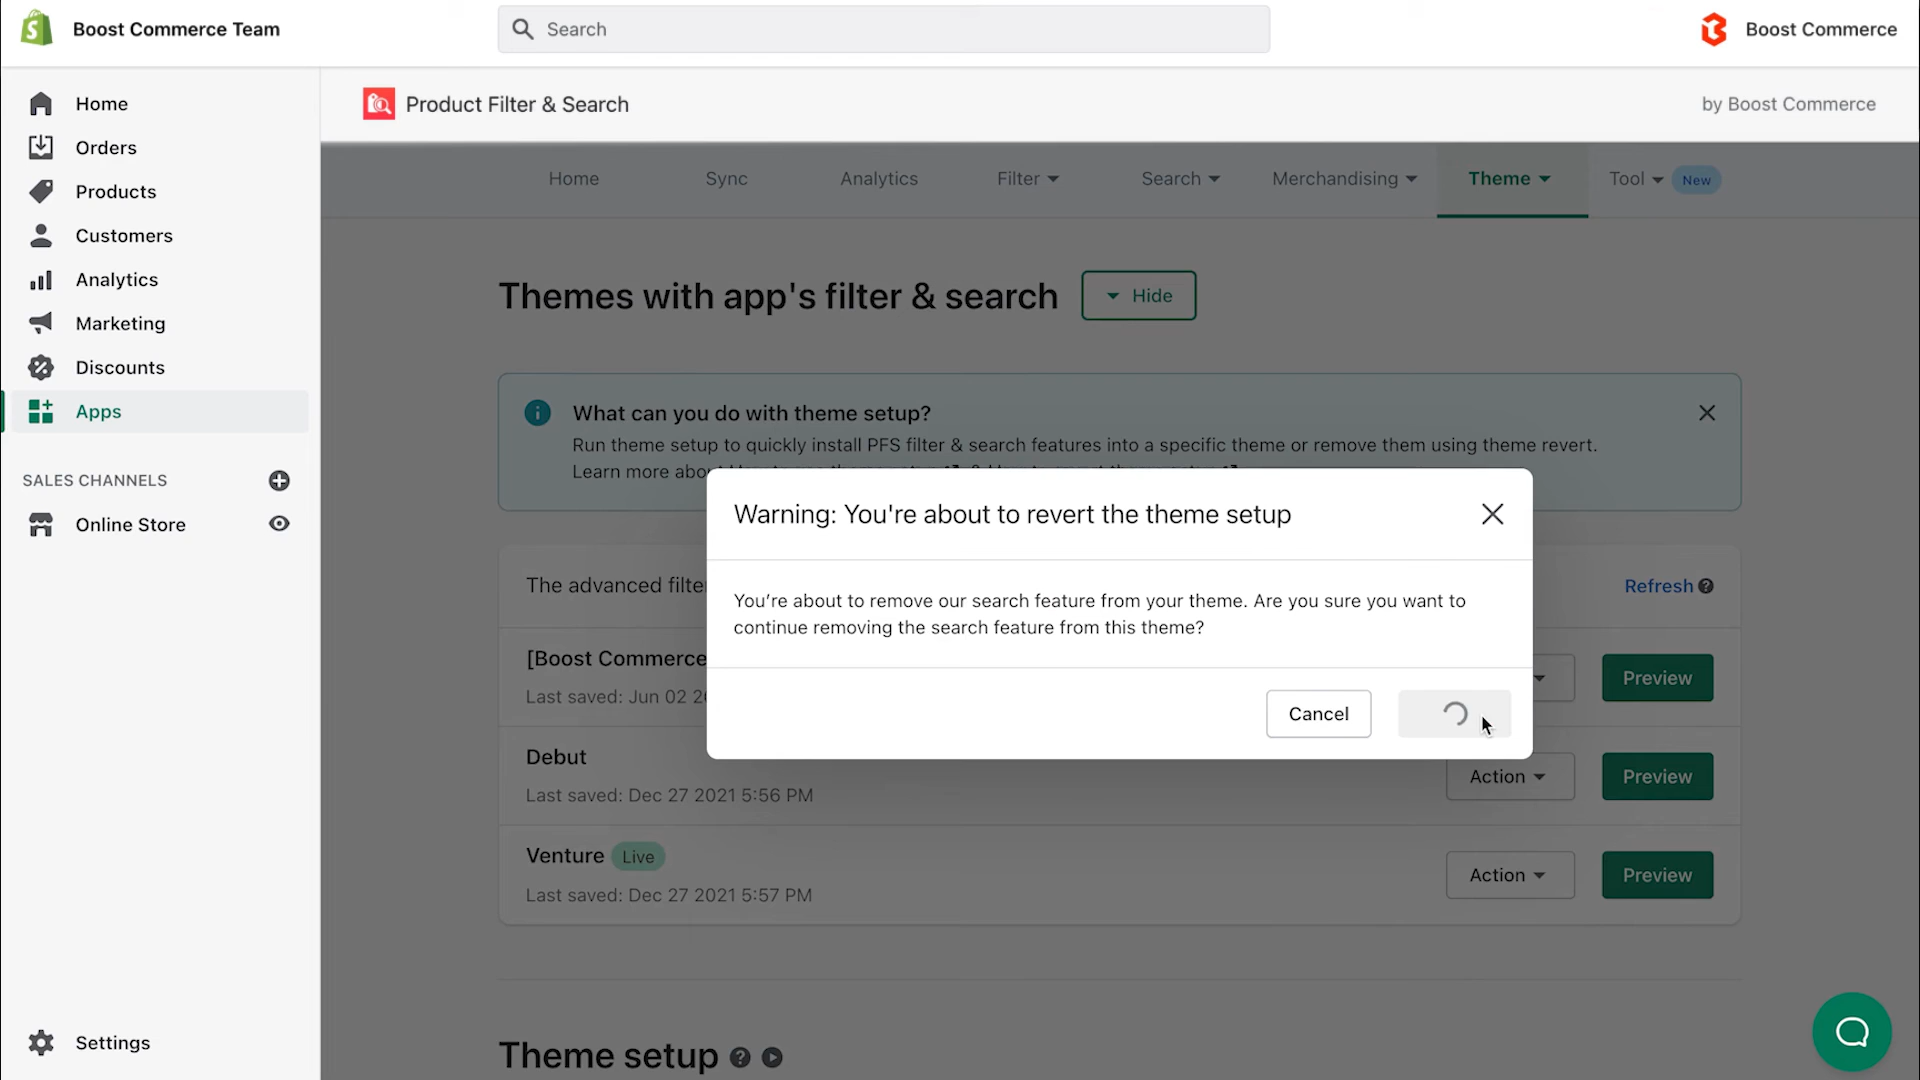 Boost Commerce Team
Search
Boost Commerce
Home
Orders
Products
Customers
Analytics
Marketing
Discounts
Apps
SALES CHANNELS
Online Store
Settings
Product Filter & Search
by Boost Commerce
Home
Sync
Analytics
Filter
Search
Merchandising
Theme
Tool
New
Themes with app's filter & search
Hide
What can you do with theme setup?
Run theme setup to quickly install PFS filter & search features into a specific theme or remove them using theme revert.
Learn more abou
Warning: You're about to revert the theme setup
You’re about to remove our search feature from your theme. Are you sure you want to
continue removing the search feature from this theme?
Cancel
The advanced filte
Refresh
[Boost Commerce
Last saved: Jun 02 2
Preview
Debut
Last saved: Dec 27 2021 5:56 PM
Action
Preview
Venture
Live
Last saved: Dec 27 2021 5:57 PM
Action
Preview
Theme setup